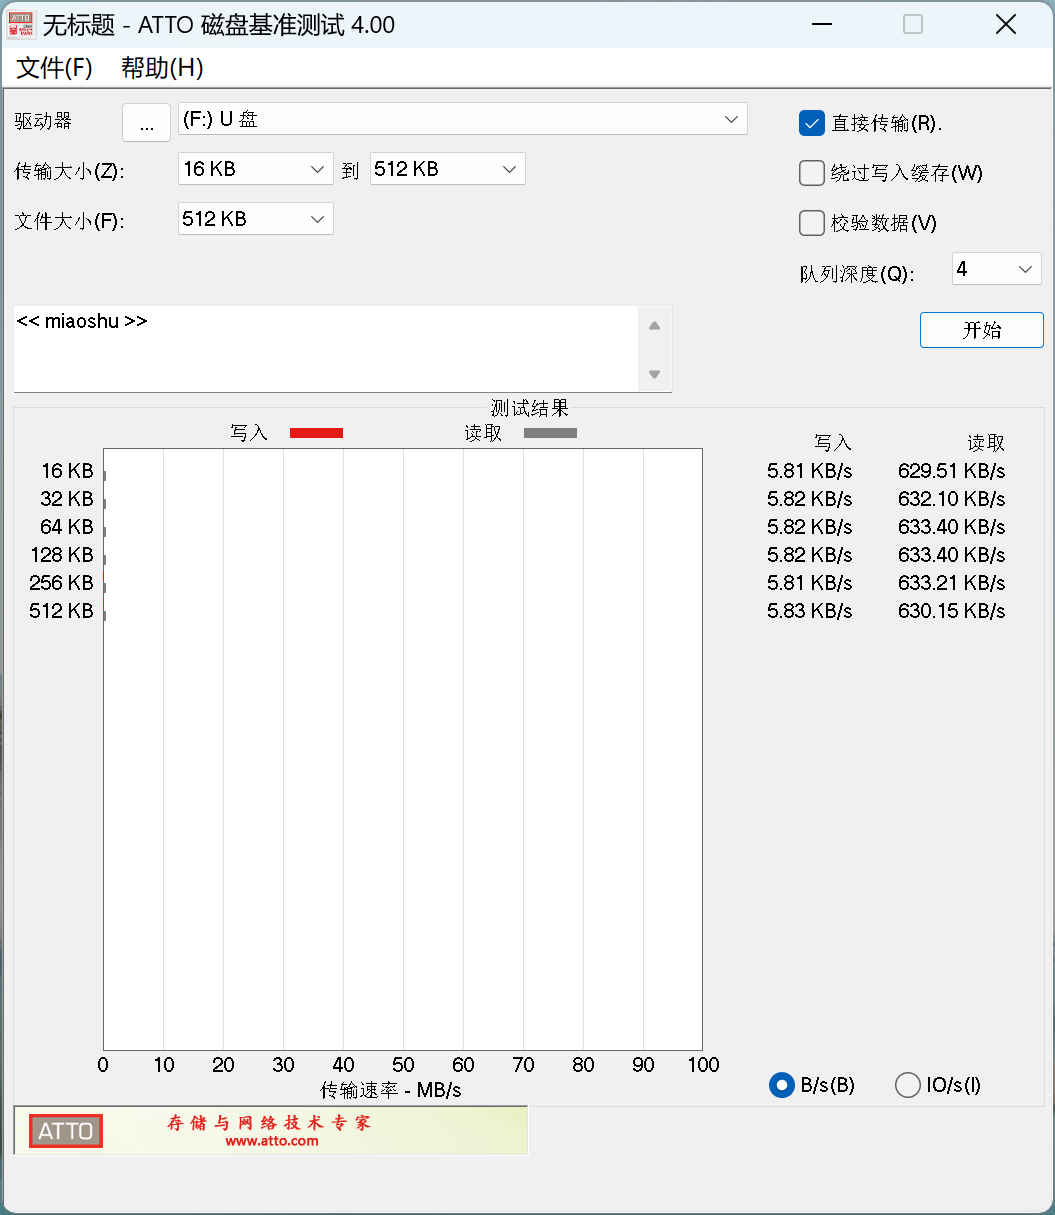 无标题 - ATTO 磁盘基准测试 4.00
文件(F) 帮助(H)
驱动器 ... (F:) U 盘
直接传输(R).
传输大小(Z): 16 KB 到 512 KB
绕过写入缓存(W)
文件大小(F): 512 KB
校验数据(V)
队列深度(Q): 4
<< miaoshu >>
开始
测试结果
写入 读取
写入 读取
16 KB 5.81 KB/s 629.51 KB/s
32 KB 5.82 KB/s 632.10 KB/s
64 KB 5.82 KB/s 633.40 KB/s
128 KB 5.82 KB/s 633.40 KB/s
256 KB 5.81 KB/s 633.21 KB/s
512 KB 5.83 KB/s 630.15 KB/s
0 10 20 30 40 50 60 70 80 90 100
传输速率 - MB/s
B/s(B) IO/s(I)
ATTO
存储与网络技术专家
www.atto.com